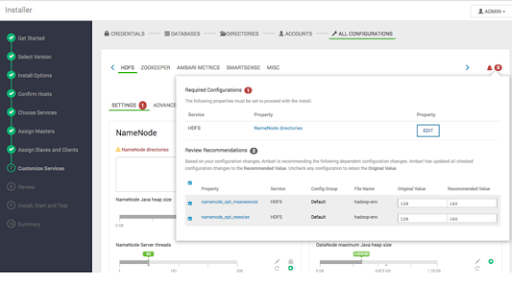 Installer
ADMIN
Get Started
Select Version
Install Options
Confirm Hosts
Choose Services
Assign Masters
Assign Slaves and Clients
Customize Services
Review
Install, Start and Test
Summary
CREDENTIALS
DATABASES
DIRECTORIES
ACCOUNTS
ALL CONFIGURATIONS
HDFS ZOOKEEPER AMBARI METRICS SMARTSENSE MISC
SETTINGS 1 ADVANCE
NameNode
NameNode directories
NameNode Java heap size
0 GB
NameNode Server threads
DataNode maximum Java heap size
Required Configurations 1
The following properties must be set to proceed with the install.
Service Property Property
HDFS NameNode directories EDIT
Review Recommendations 2
Based on your configuration changes, Ambari is recommending the following dependent configuration changes. Ambari has updated all checked
configuration changes to the Recommended Value. Uncheck any configuration to return the Original Value.
Property Service Config Group File Name Original Value Recommended Value
namenode_opt_maxnewsize HDFS Default hadoop-env
namenode_opt_newsize HDFS Default hadoop-env